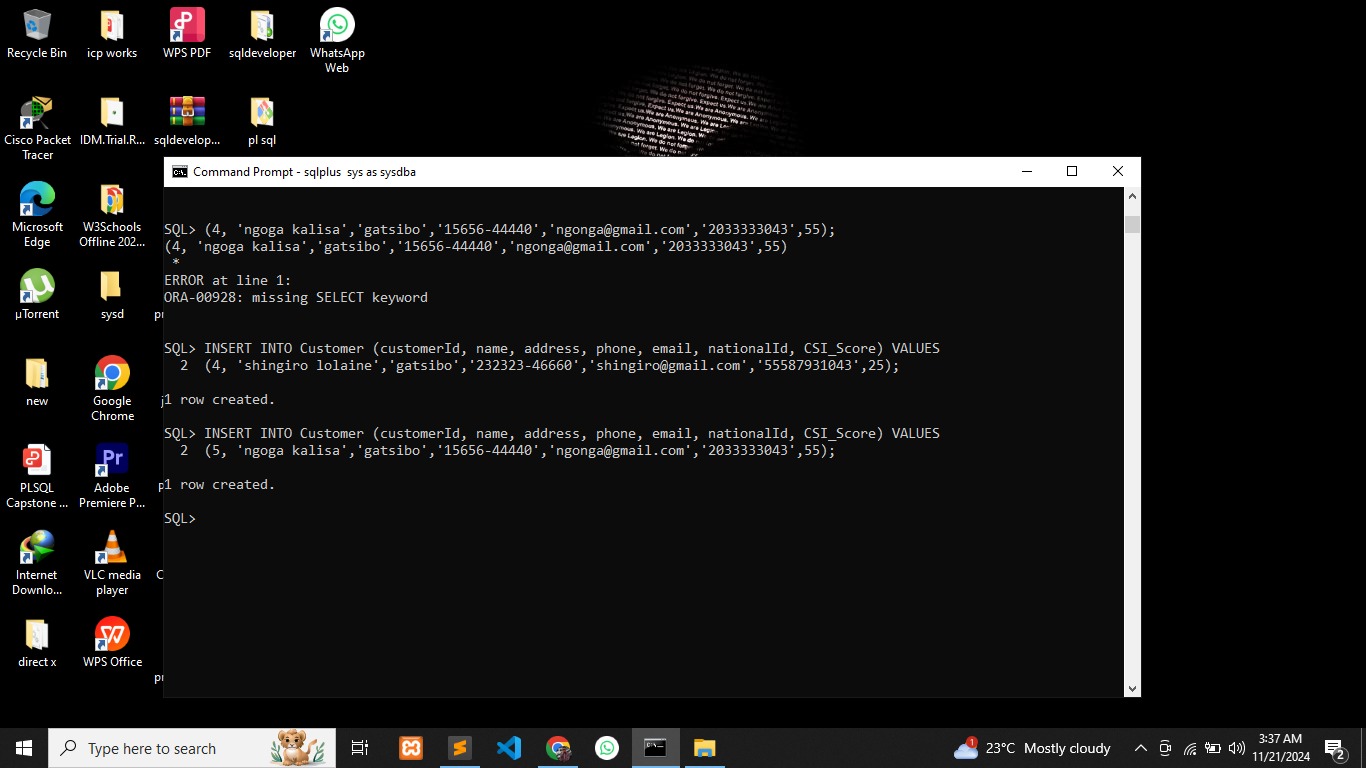 Recycle Bin
icp works
WPS PDF
sqldeveloper
WhatsApp
Web
Cisco Packet
Tracer
IDM.Trial.R...
sqldevelop...
pl sql
Microsoft
Edge
W3Schools
Offline 202...
µTorrent
sysd
new
Google
Chrome
PLSQL
Capstone ...
Adobe
Premiere P...
Internet
Downlo...
VLC media
player
direct x
WPS Office
Command Prompt - sqlplus  sys as sysdba
SQL> (4, 'ngoga kalisa','gatsibo','15656-44440','ngonga@gmail.com','2033333043',55);
(4, 'ngoga kalisa','gatsibo','15656-44440','ngonga@gmail.com','2033333043',55)
*
ERROR at line 1:
ORA-00928: missing SELECT keyword
SQL> INSERT INTO Customer (customerId, name, address, phone, email, nationalId, CSI_Score) VALUES
2  (4, 'shingiro lolaine','gatsibo','232323-46660','shingiro@gmail.com','55587931043',25);
1 row created.
SQL> INSERT INTO Customer (customerId, name, address, phone, email, nationalId, CSI_Score) VALUES
2  (5, 'ngoga kalisa','gatsibo','15656-44440','ngonga@gmail.com','2033333043',55);
1 row created.
SQL>
Type here to search
23°C  Mostly cloudy
3:37 AM
11/21/2024